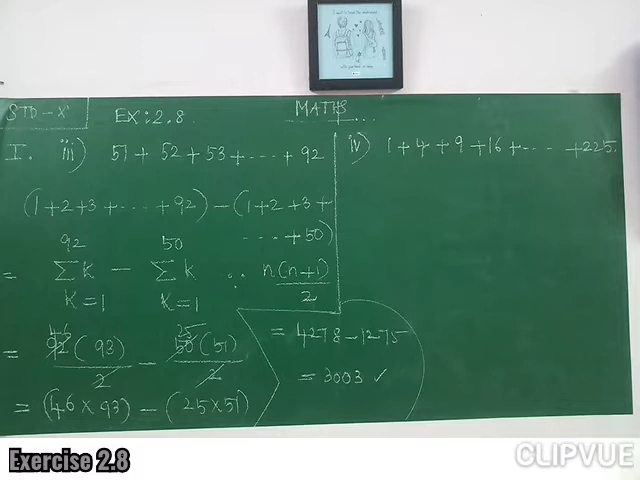 STD-X
EX:2.8
MATHS
I. iii) 51 + 52 + 53 + .... + 92
(1+2+3+ .... + 92) - (1+2+3+
.... + 50)
92 50
= Σk - Σk ∵ n(n+1)
K=1 K=1 2
46 25
= 92(93) - 50(51)
2 2
= (46 × 93) - (25×51)
= 4278 - 1275
= 3003 ✓
iv) 1 + 4 + 9 + 16 + .... + 225.
Exercise 2.8
CLIPVUE